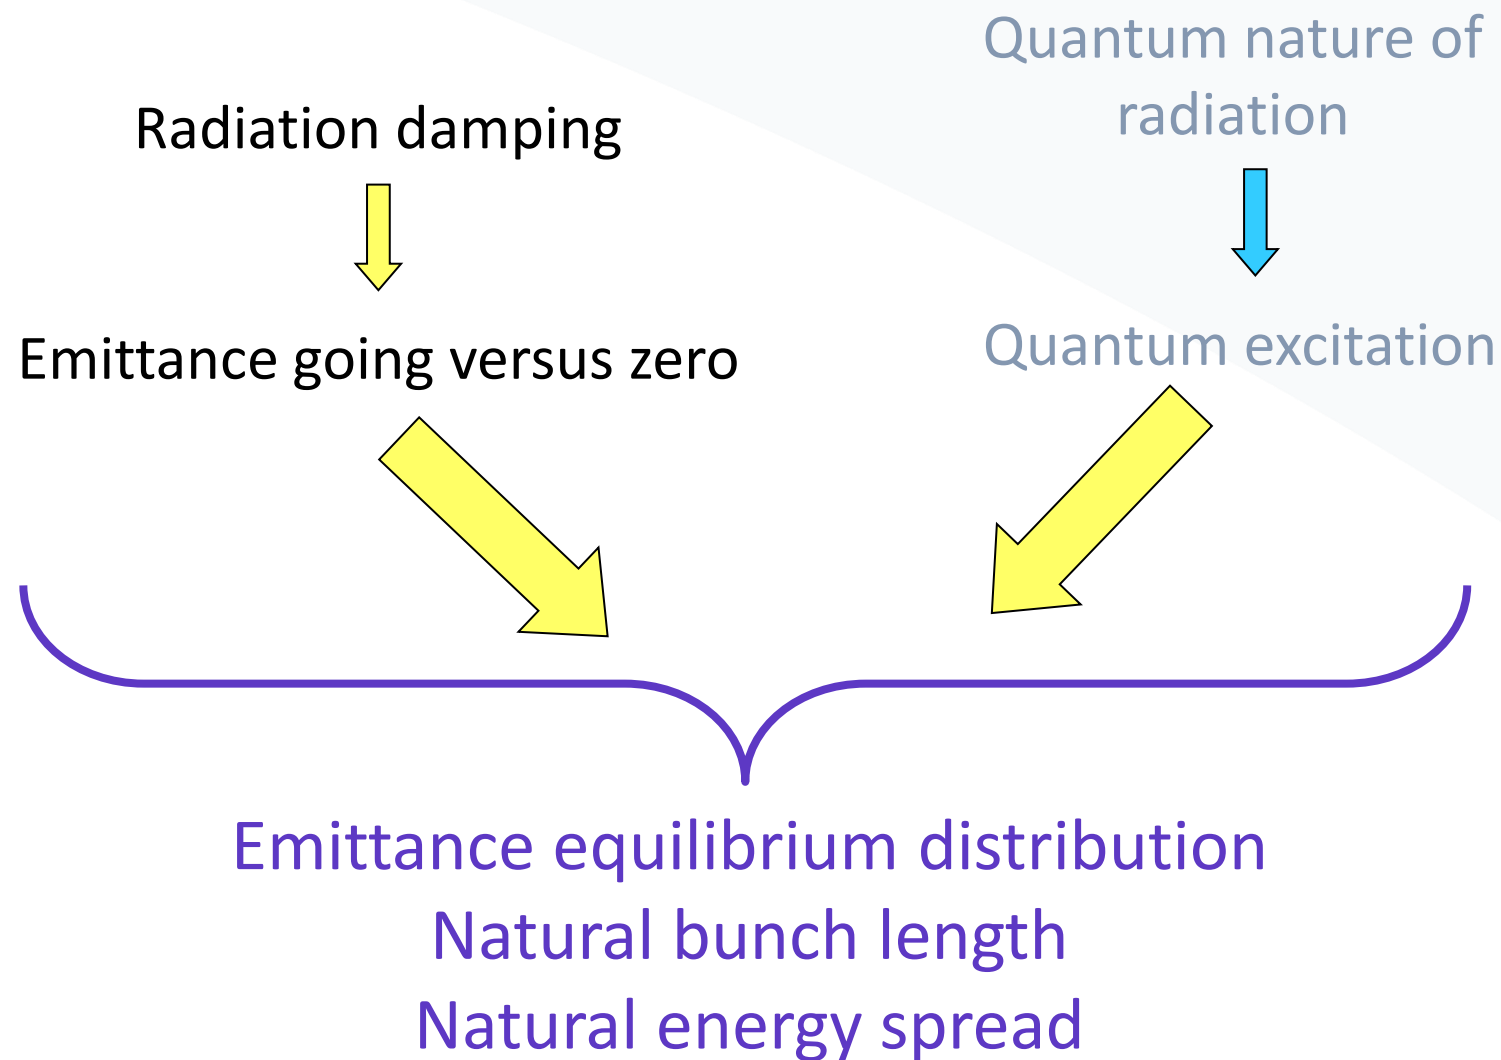 Quantum nature of
radiation
Radiation damping
Emittance going versus zero
Quantum excitation
Emittance equilibrium distribution
Natural bunch length
Natural energy spread